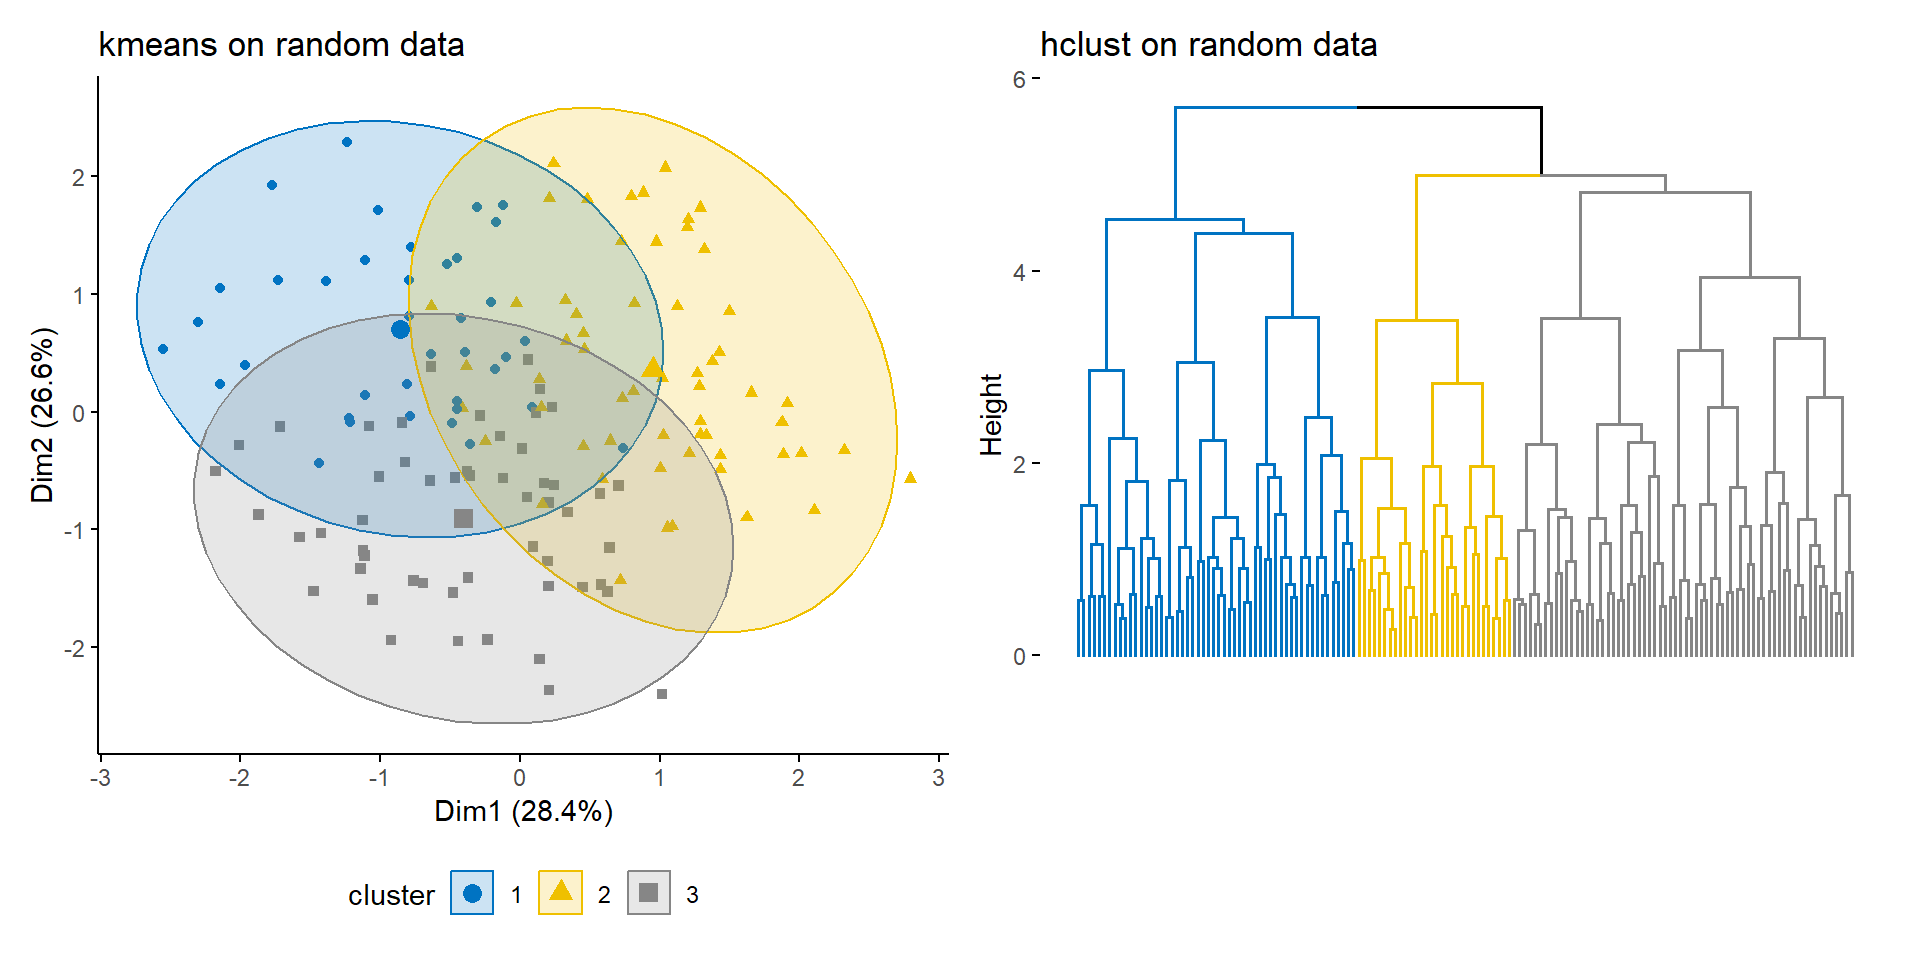 kmeans on random data
2
1
0
-1
-2
Dim2 (26.6%)
-3 -2 -1 0 1 2 3
Dim1 (28.4%)
cluster 1 2 3
hclust on random data
6
4
2
0
Height